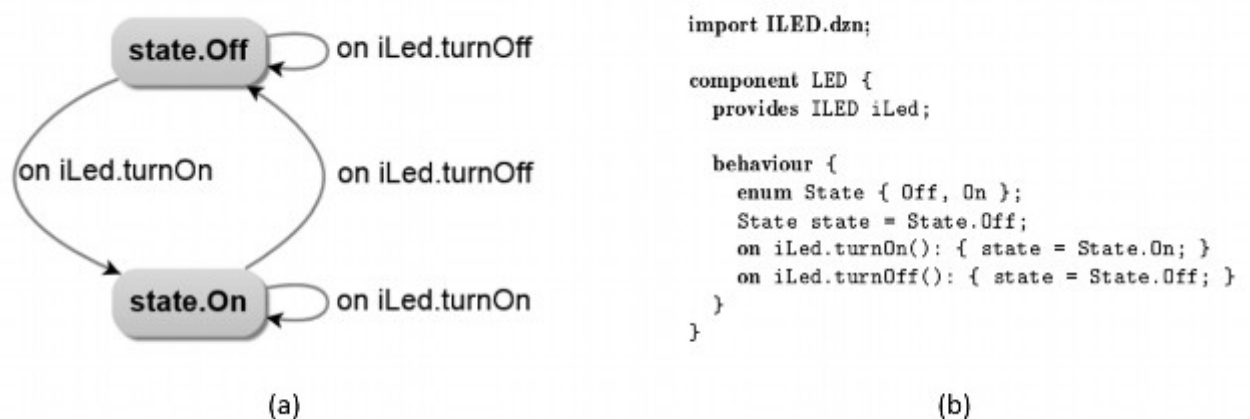 state.Off
on iLed.turnOff
on iLed.turnOn
on iLed.turnOff
state.On
on iLed.turnOn
(a)
import ILED.dzn;
component LED {
provides ILED iLed;
behaviour {
enum State { Off, On };
State state = State.Off;
on iLed.turnOn(): { state = State.On; }
on iLed.turnOff(): { state = State.Off; }
}
}
(b)